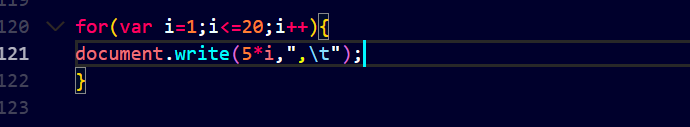 120 for(var i=1;i<=20;i++){
121 document.write(5*i,",\t");
122 }
123